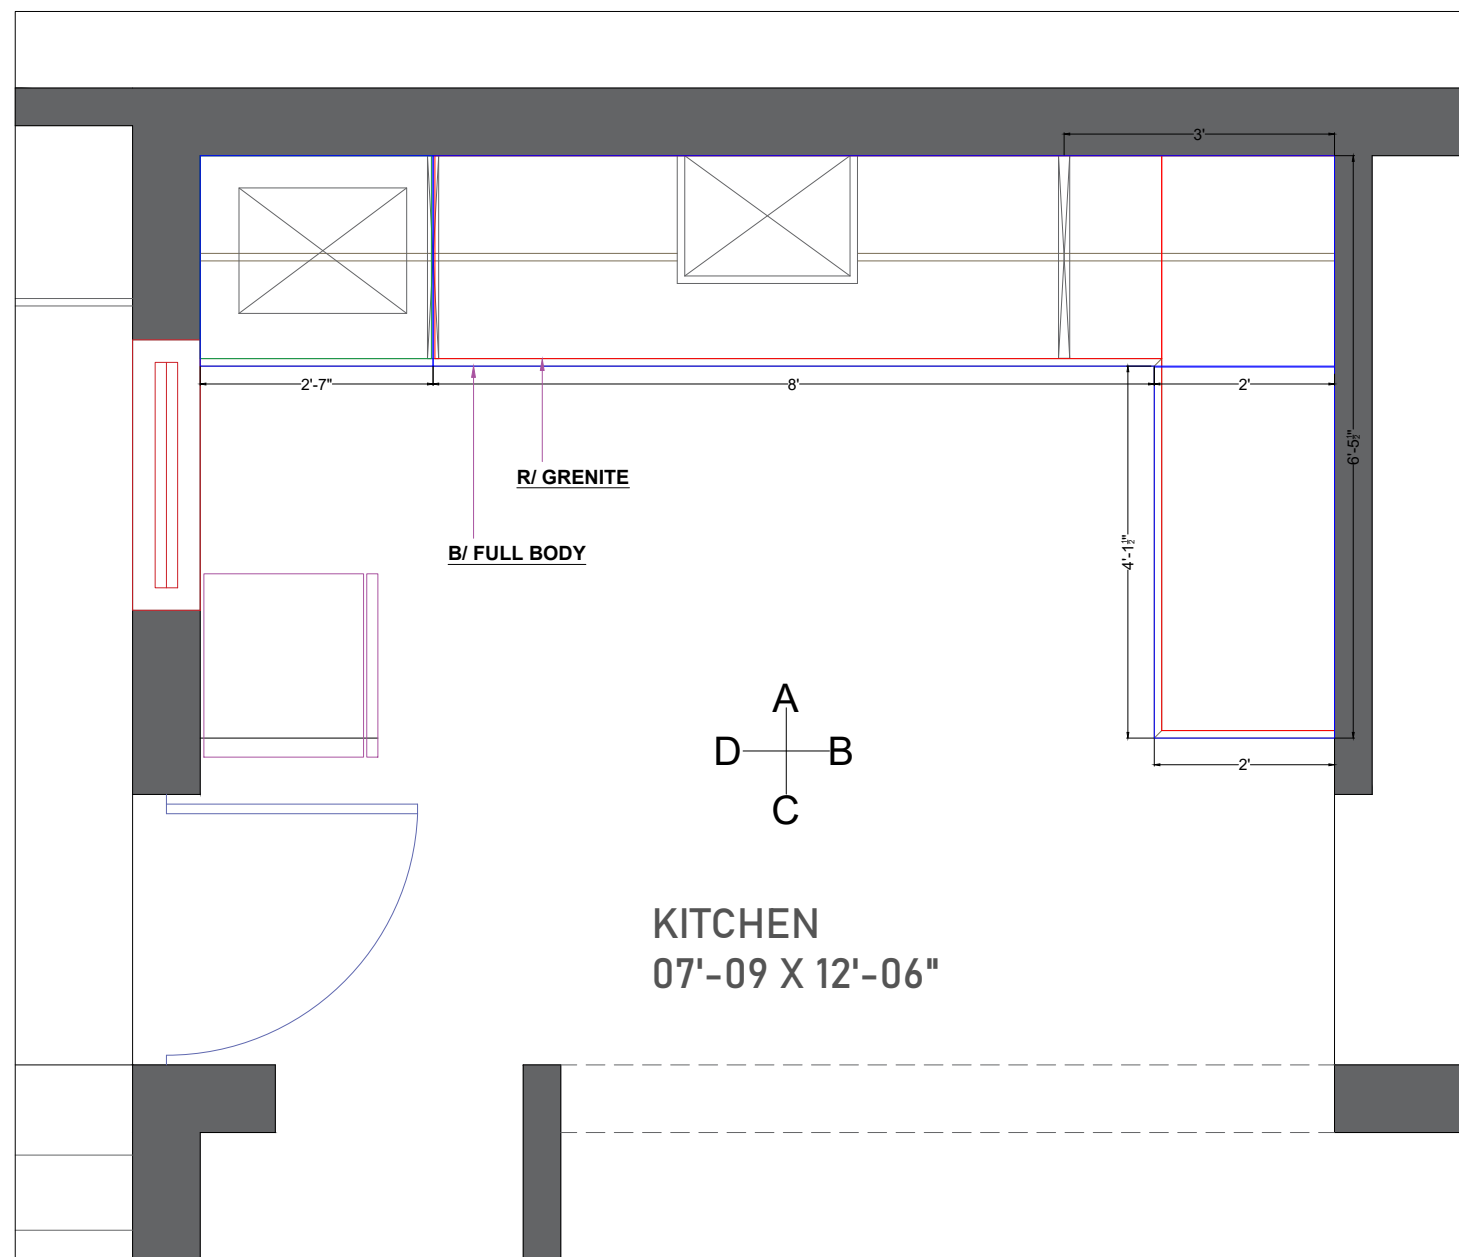 3'
2'-7"
8'
2'
6'-5½"
R/ GRENITE
4'-1½"
B/ FULL BODY
A
D B
C
2'
KITCHEN
07'-09 X 12'-06"